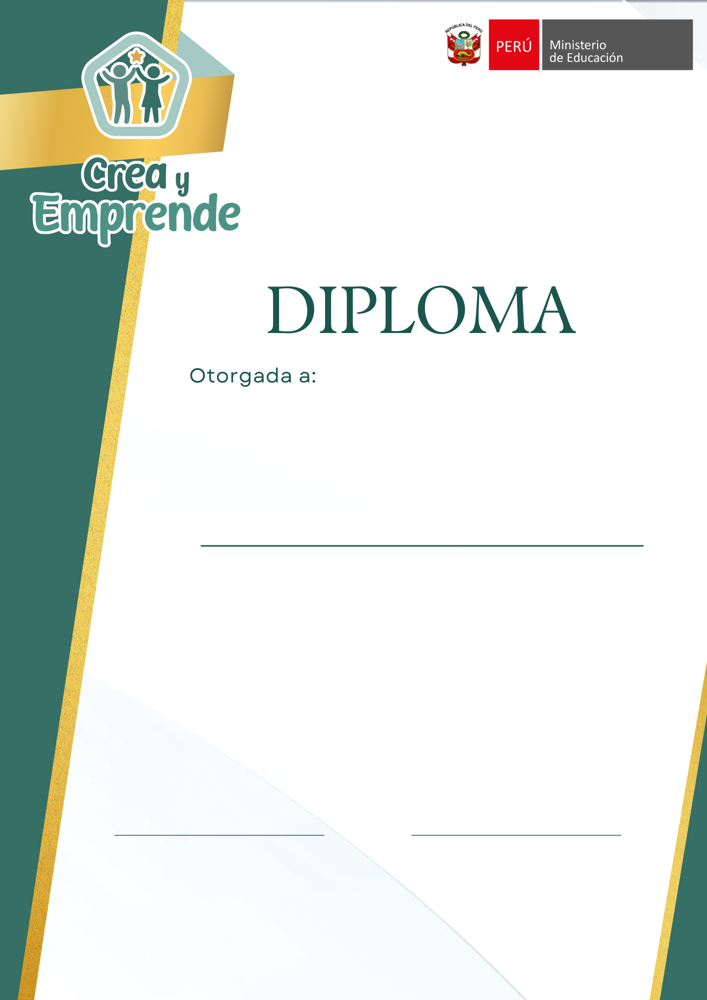 REPÚBLICA DEL PERÚ
PERÚ
Ministerio
de Educación
Crea y
Emprende
DIPLOMA
Otorgada a: